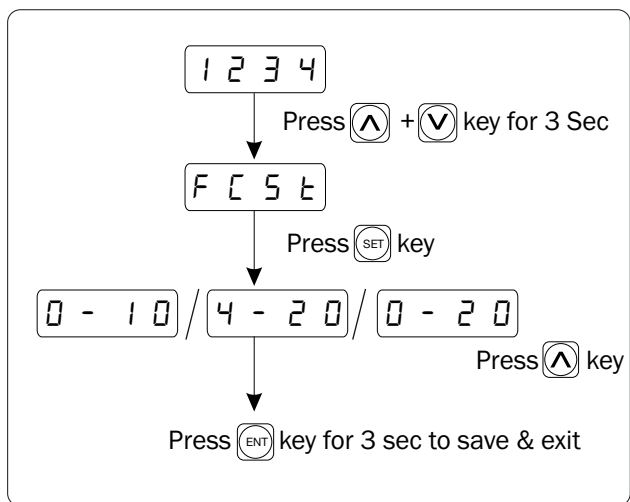 1234
Press ∧ + ∨ key for 3 Sec
FCSt
Press SET key
0-10 / 4-20 / 0-20
Press ∧ key
Press ENT key for 3 sec to save & exit